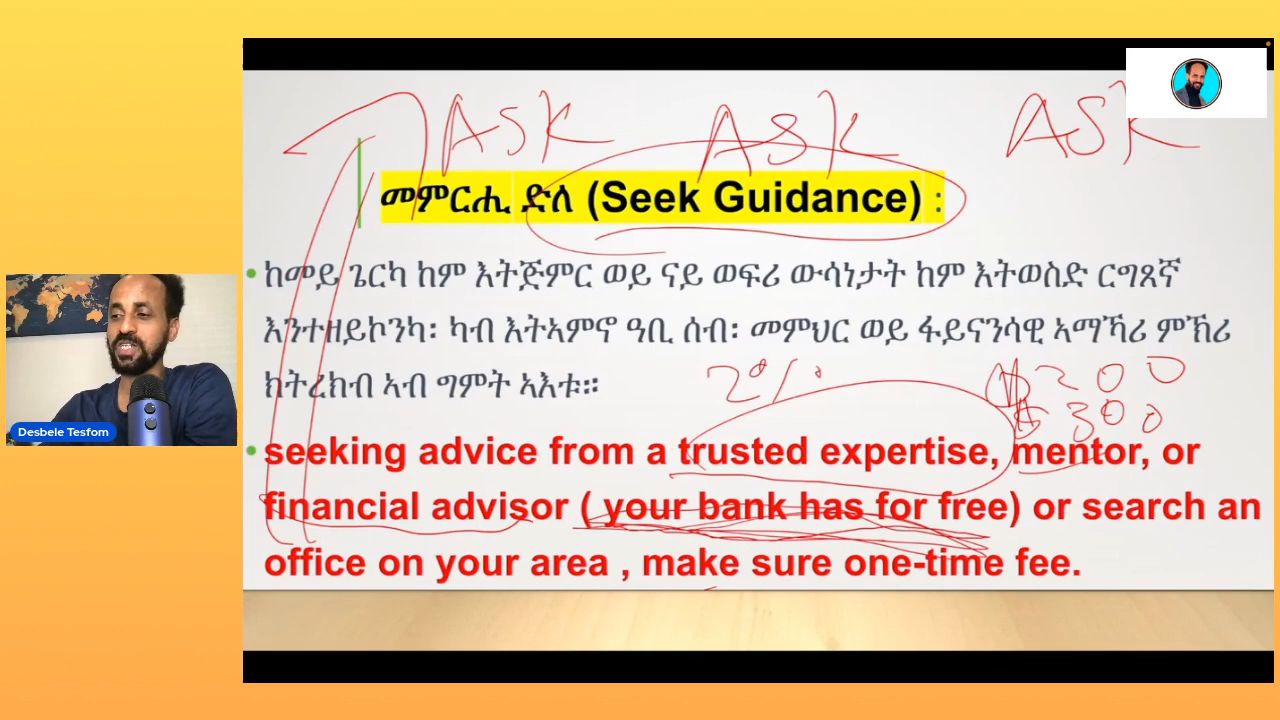 ASK ASK ASK
መምርሒ ድለ (Seek Guidance) :
ከመይ ጌርካ ከም እትጅምር ወይ ናይ ወፍሪ ውሳነታት ከም እትወስድ ርግጸኛ
እንተዘይኮንካ፡ ካብ እትኣምኖ ዓቢ ሰብ፡ መምህር ወይ ፋይናንሳዊ ኣማኻሪ ምኽሪ
ክትረክብ ኣብ ግምት ኣእቱ።
2% $200
$300
seeking advice from a trusted expertise, mentor, or
financial advisor ( your bank has for free) or search an
office on your area , make sure one-time fee.
Desbele Tesfom